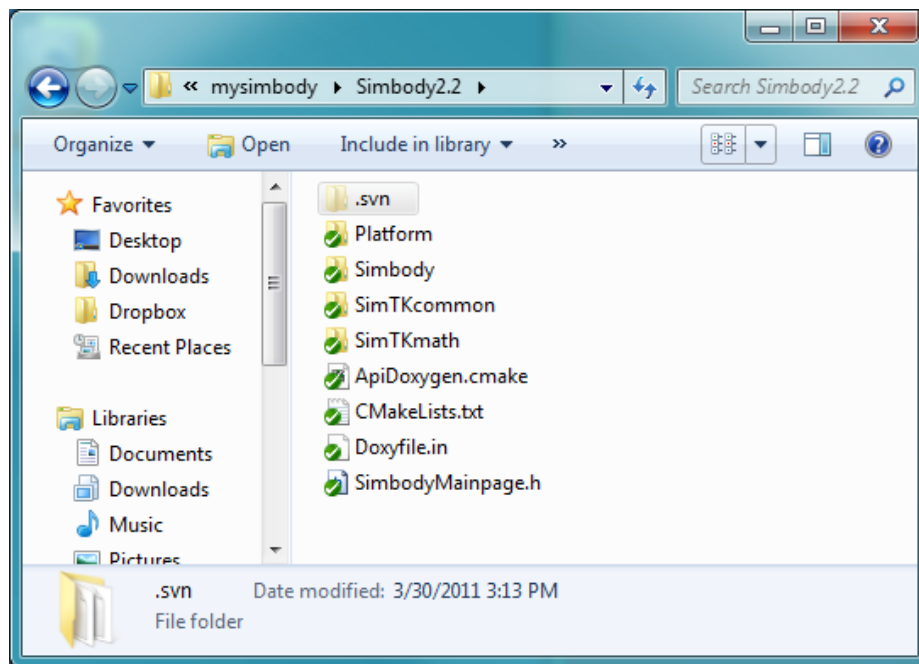 « mysimbody ▸ Simbody2.2 ▸ Search Simbody2.2
Organize Open Include in library »
Favorites
Desktop
Downloads
Dropbox
Recent Places
Libraries
Documents
Downloads
Music
Pictures
.svn
Platform
Simbody
SimTKcommon
SimTKmath
ApiDoxygen.cmake
CMakeLists.txt
Doxyfile.in
SimbodyMainpage.h
.svn Date modified: 3/30/2011 3:13 PM
File folder